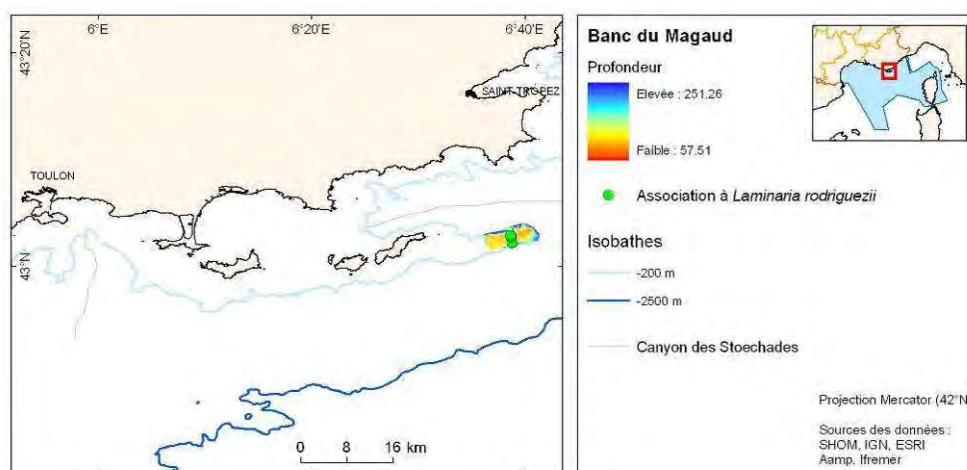 6°E
6°20'E
6°40'E
43°20'N
43°N
SAINT-TROPEZ
TOULON
0 8 16 km
Banc du Magaud
Profondeur
Elevée : 251.26
Faible : 57.51
Association à Laminaria rodriguezii
Isobathes
-200 m
-2500 m
Canyon des Stoechades
Projection Mercator (42°N
Sources des données :
SHOM, IGN, ESRI
Aamp, Ifremer